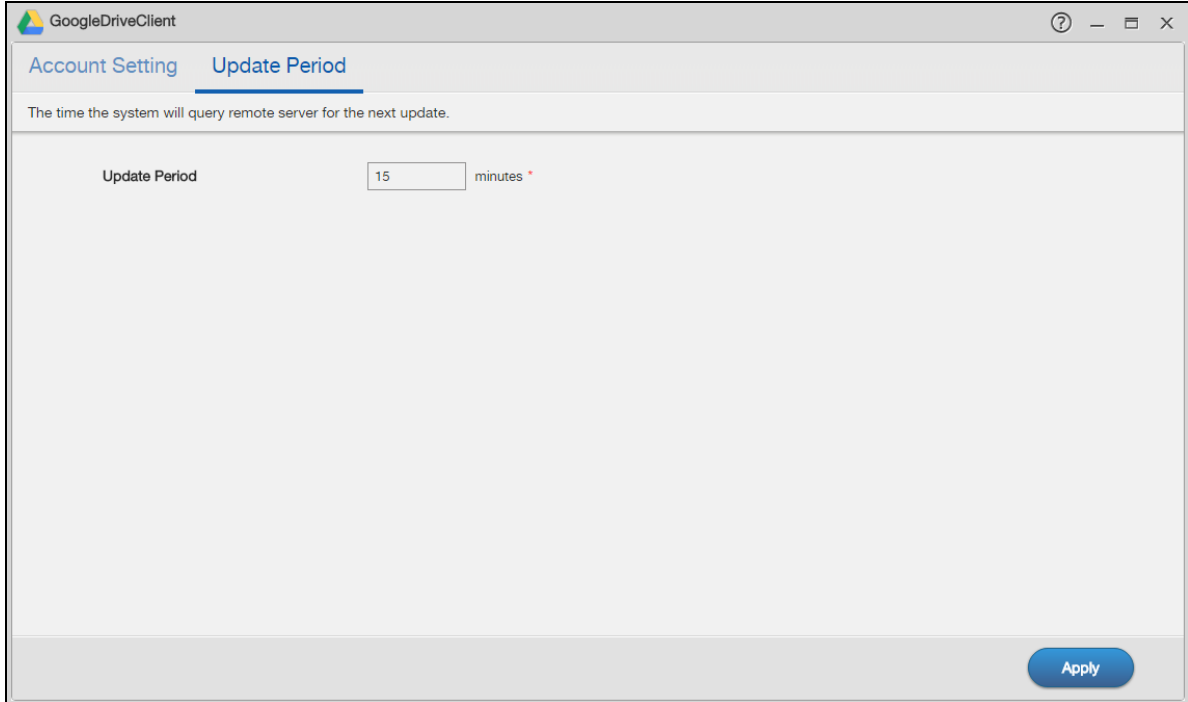 GoogleDriveClient
Account Setting Update Period
The time the system will query remote server for the next update.
Update Period 15 minutes *
Apply